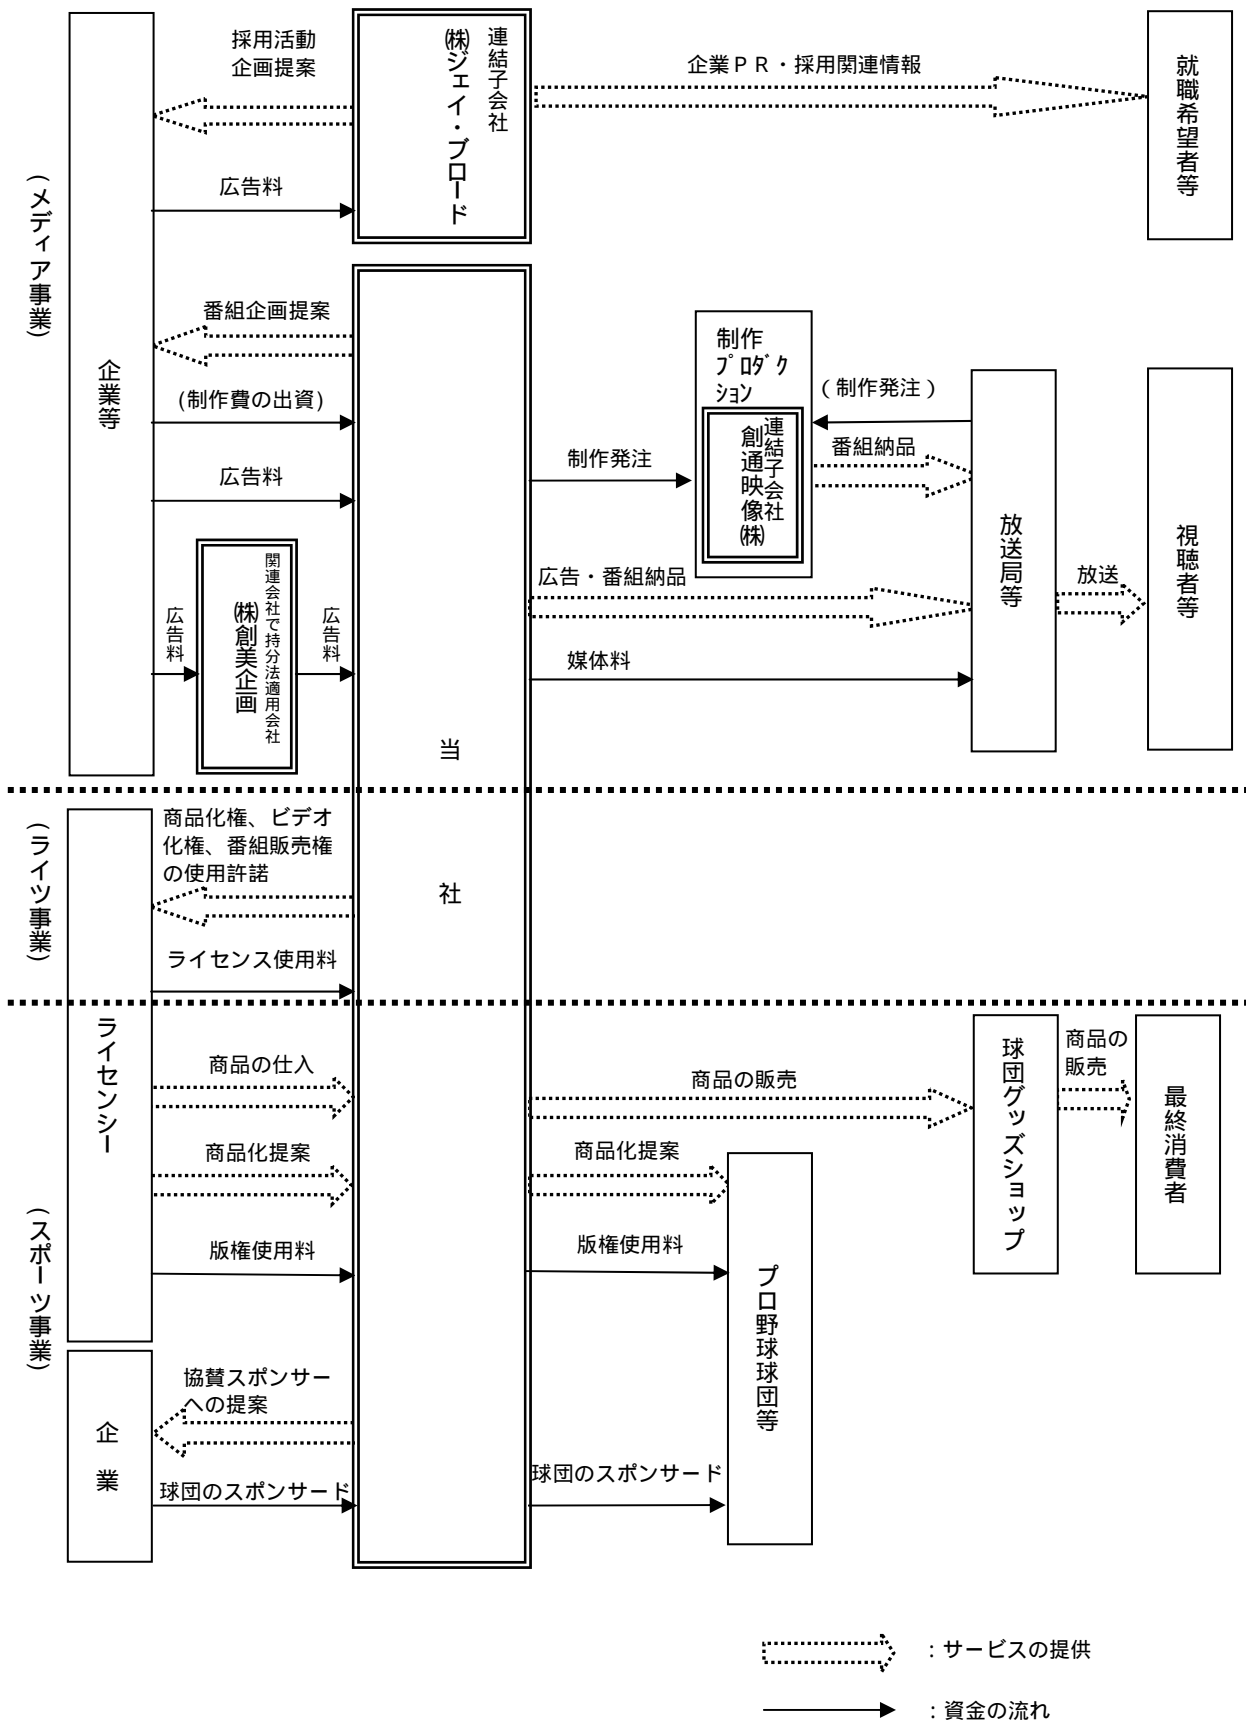 (メディア事業)
企業等
採用活動
企画提案
広告料
連結子会社
㈱ジェイ・ブロード
企業PR・採用関連情報
就職希望者等
番組企画提案
(制作費の出資)
広告料
広告料
関連会社で持分法適用会社
㈱創美企画
広告料
当
社
制作発注
制作
ﾌﾟﾛﾀﾞｸ
ｼｮﾝ
連結子会社
創通映像㈱
(制作発注)
番組納品
広告・番組納品
媒体料
放送局等
放送
視聴者等
(ライツ事業)
商品化権、ビデオ
化権、番組販売権
の使用許諾
ライセンス使用料
(スポーツ事業)
ライセンシー
商品の仕入
商品化提案
版権使用料
商品の販売
商品化提案
版権使用料
球団グッズショップ
商品の
販売
最終消費者
プロ野球球団等
企業
協賛スポンサー
への提案
球団のスポンサード
球団のスポンサード
:サービスの提供
:資金の流れ